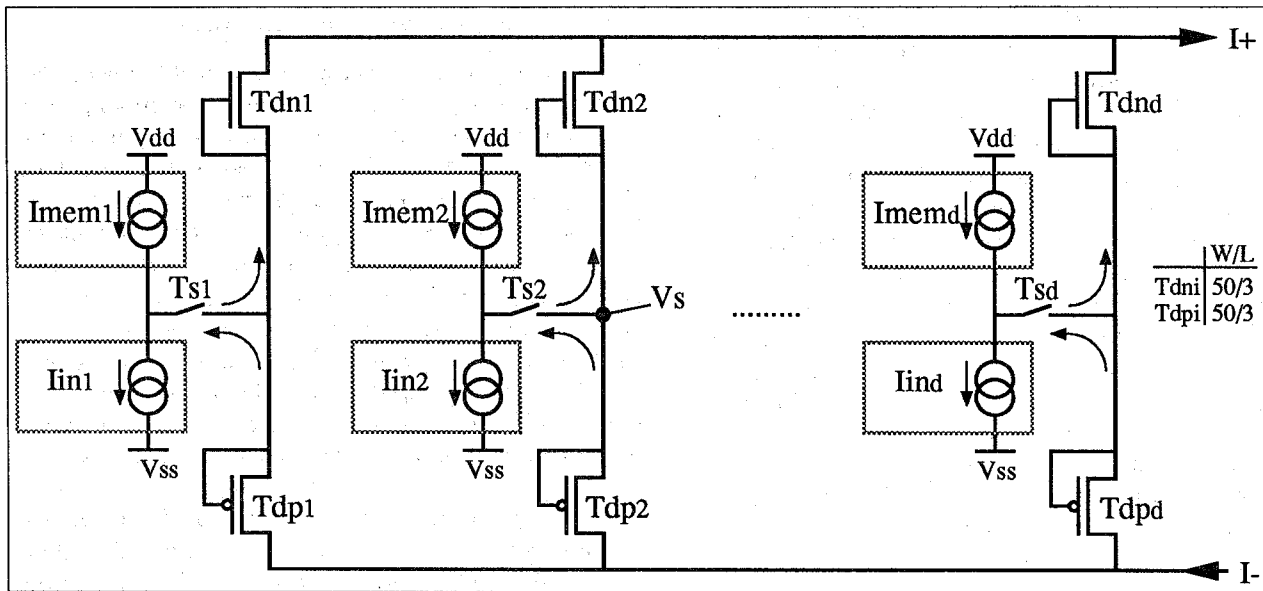 I+
Tdn1
Tdn2
Tdnd
Vdd
Vdd
Vdd
Imem1
Imem2
Imemd
Ts1
Ts2
Vs
Tsd
W/L
Tdni 50/3
Tdpi 50/3
.........
Iin1
Iin2
Iind
Vss
Vss
Vss
Tdp1
Tdp2
Tdpd
I-